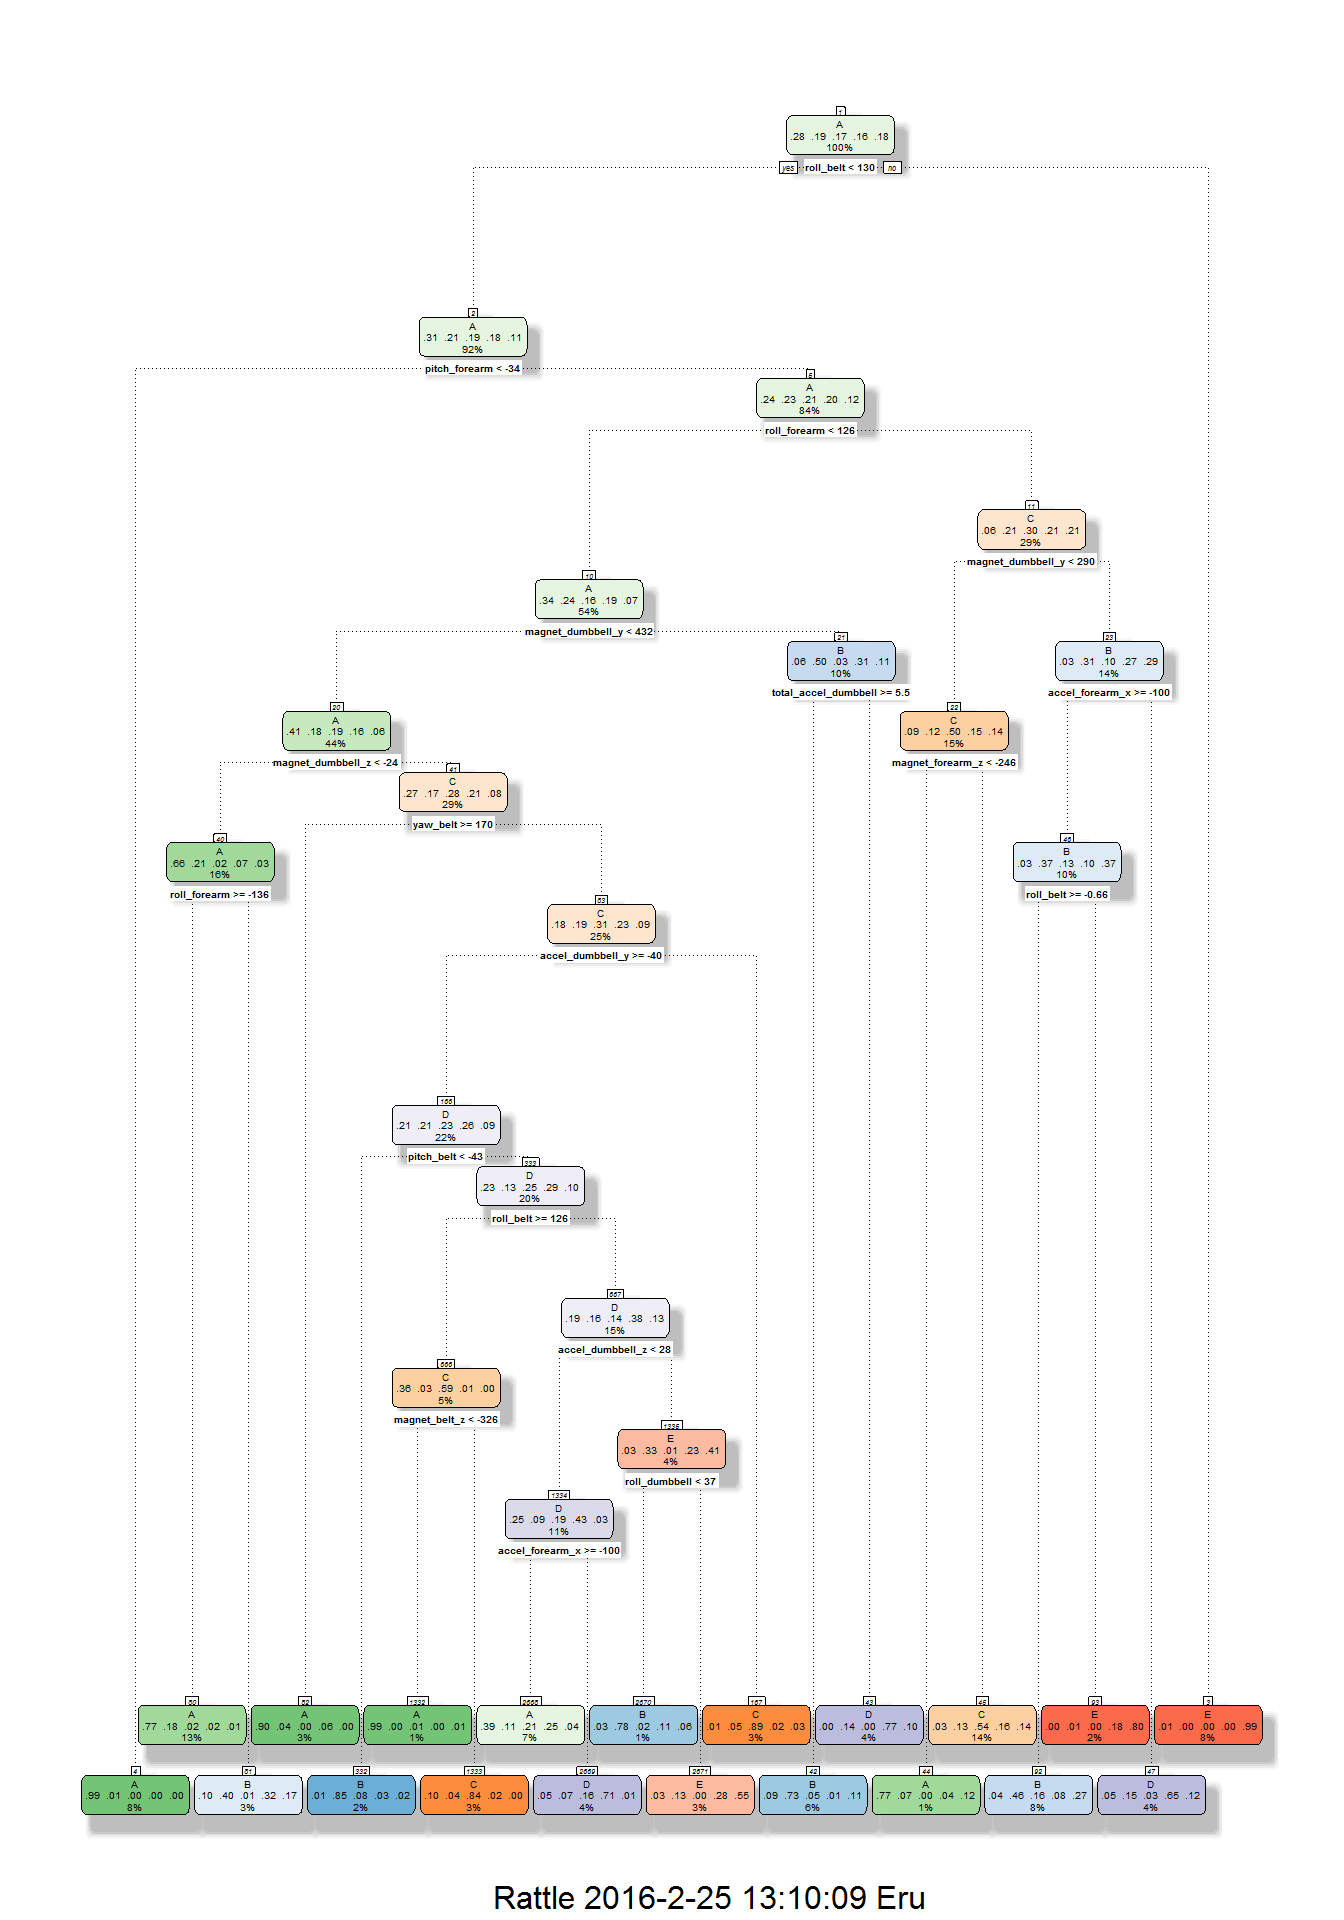 1
A
.28 .19 .17 .16 .18
100%
yes roll_belt < 130 no
2
A
.31 .21 .19 .18 .11
92%
pitch_forearm < -34
5
A
.24 .23 .21 .20 .12
84%
roll_forearm < 126
11
C
.06 .21 .30 .21 .21
29%
magnet_dumbbell_y < 290
10
A
.34 .24 .16 .19 .07
54%
magnet_dumbbell_y < 432
21
B
.06 .50 .03 .31 .11
10%
total_accel_dumbbell >= 5.5
23
B
.03 .31 .10 .27 .29
14%
accel_forearm_x >= -100
20
A
.41 .18 .19 .16 .06
44%
magnet_dumbbell_z < -24
22
C
.09 .12 .50 .15 .14
15%
magnet_forearm_z < -246
41
C
.27 .17 .28 .21 .08
29%
yaw_belt >= 170
40
A
.66 .21 .02 .07 .03
16%
roll_forearm >= -136
46
B
.03 .37 .13 .10 .37
10%
roll_belt >= -0.66
83
C
.18 .19 .31 .23 .09
25%
accel_dumbbell_y >= -40
166
D
.21 .21 .23 .26 .09
22%
pitch_belt < -43
333
D
.23 .13 .25 .29 .10
20%
roll_belt >= 126
667
D
.19 .16 .14 .38 .13
15%
accel_dumbbell_z < 28
666
C
.36 .03 .59 .01 .00
5%
magnet_belt_z < -326
1335
E
.03 .33 .01 .23 .41
4%
roll_dumbbell < 37
1334
D
.25 .09 .19 .43 .03
11%
accel_forearm_x >= -100
80 82 1332 2668 2670 167 43 45 93 3
A A A A B C D C E E
.77 .18 .02 .02 .01 .90 .04 .00 .06 .00 .99 .00 .01 .00 .01 .39 .11 .21 .25 .04 .03 .78 .02 .11 .06 .01 .05 .89 .02 .03 .00 .14 .00 .77 .10 .03 .13 .54 .16 .14 .00 .01 .00 .18 .80 .01 .00 .00 .00 .99
13% 3% 1% 7% 1% 3% 4% 14% 2% 8%
4 81 332 1333 2669 2671 42 44 92 47
A B B C D E B A B D
.99 .01 .00 .00 .00 .10 .40 .01 .32 .17 .01 .85 .08 .03 .02 .10 .04 .84 .02 .00 .05 .07 .16 .71 .01 .03 .13 .00 .28 .55 .09 .73 .05 .01 .11 .77 .07 .00 .04 .12 .04 .46 .16 .08 .27 .05 .15 .03 .65 .12
8% 3% 2% 3% 4% 3% 6% 1% 8% 4%
Rattle 2016-2-25 13:10:09 Eru